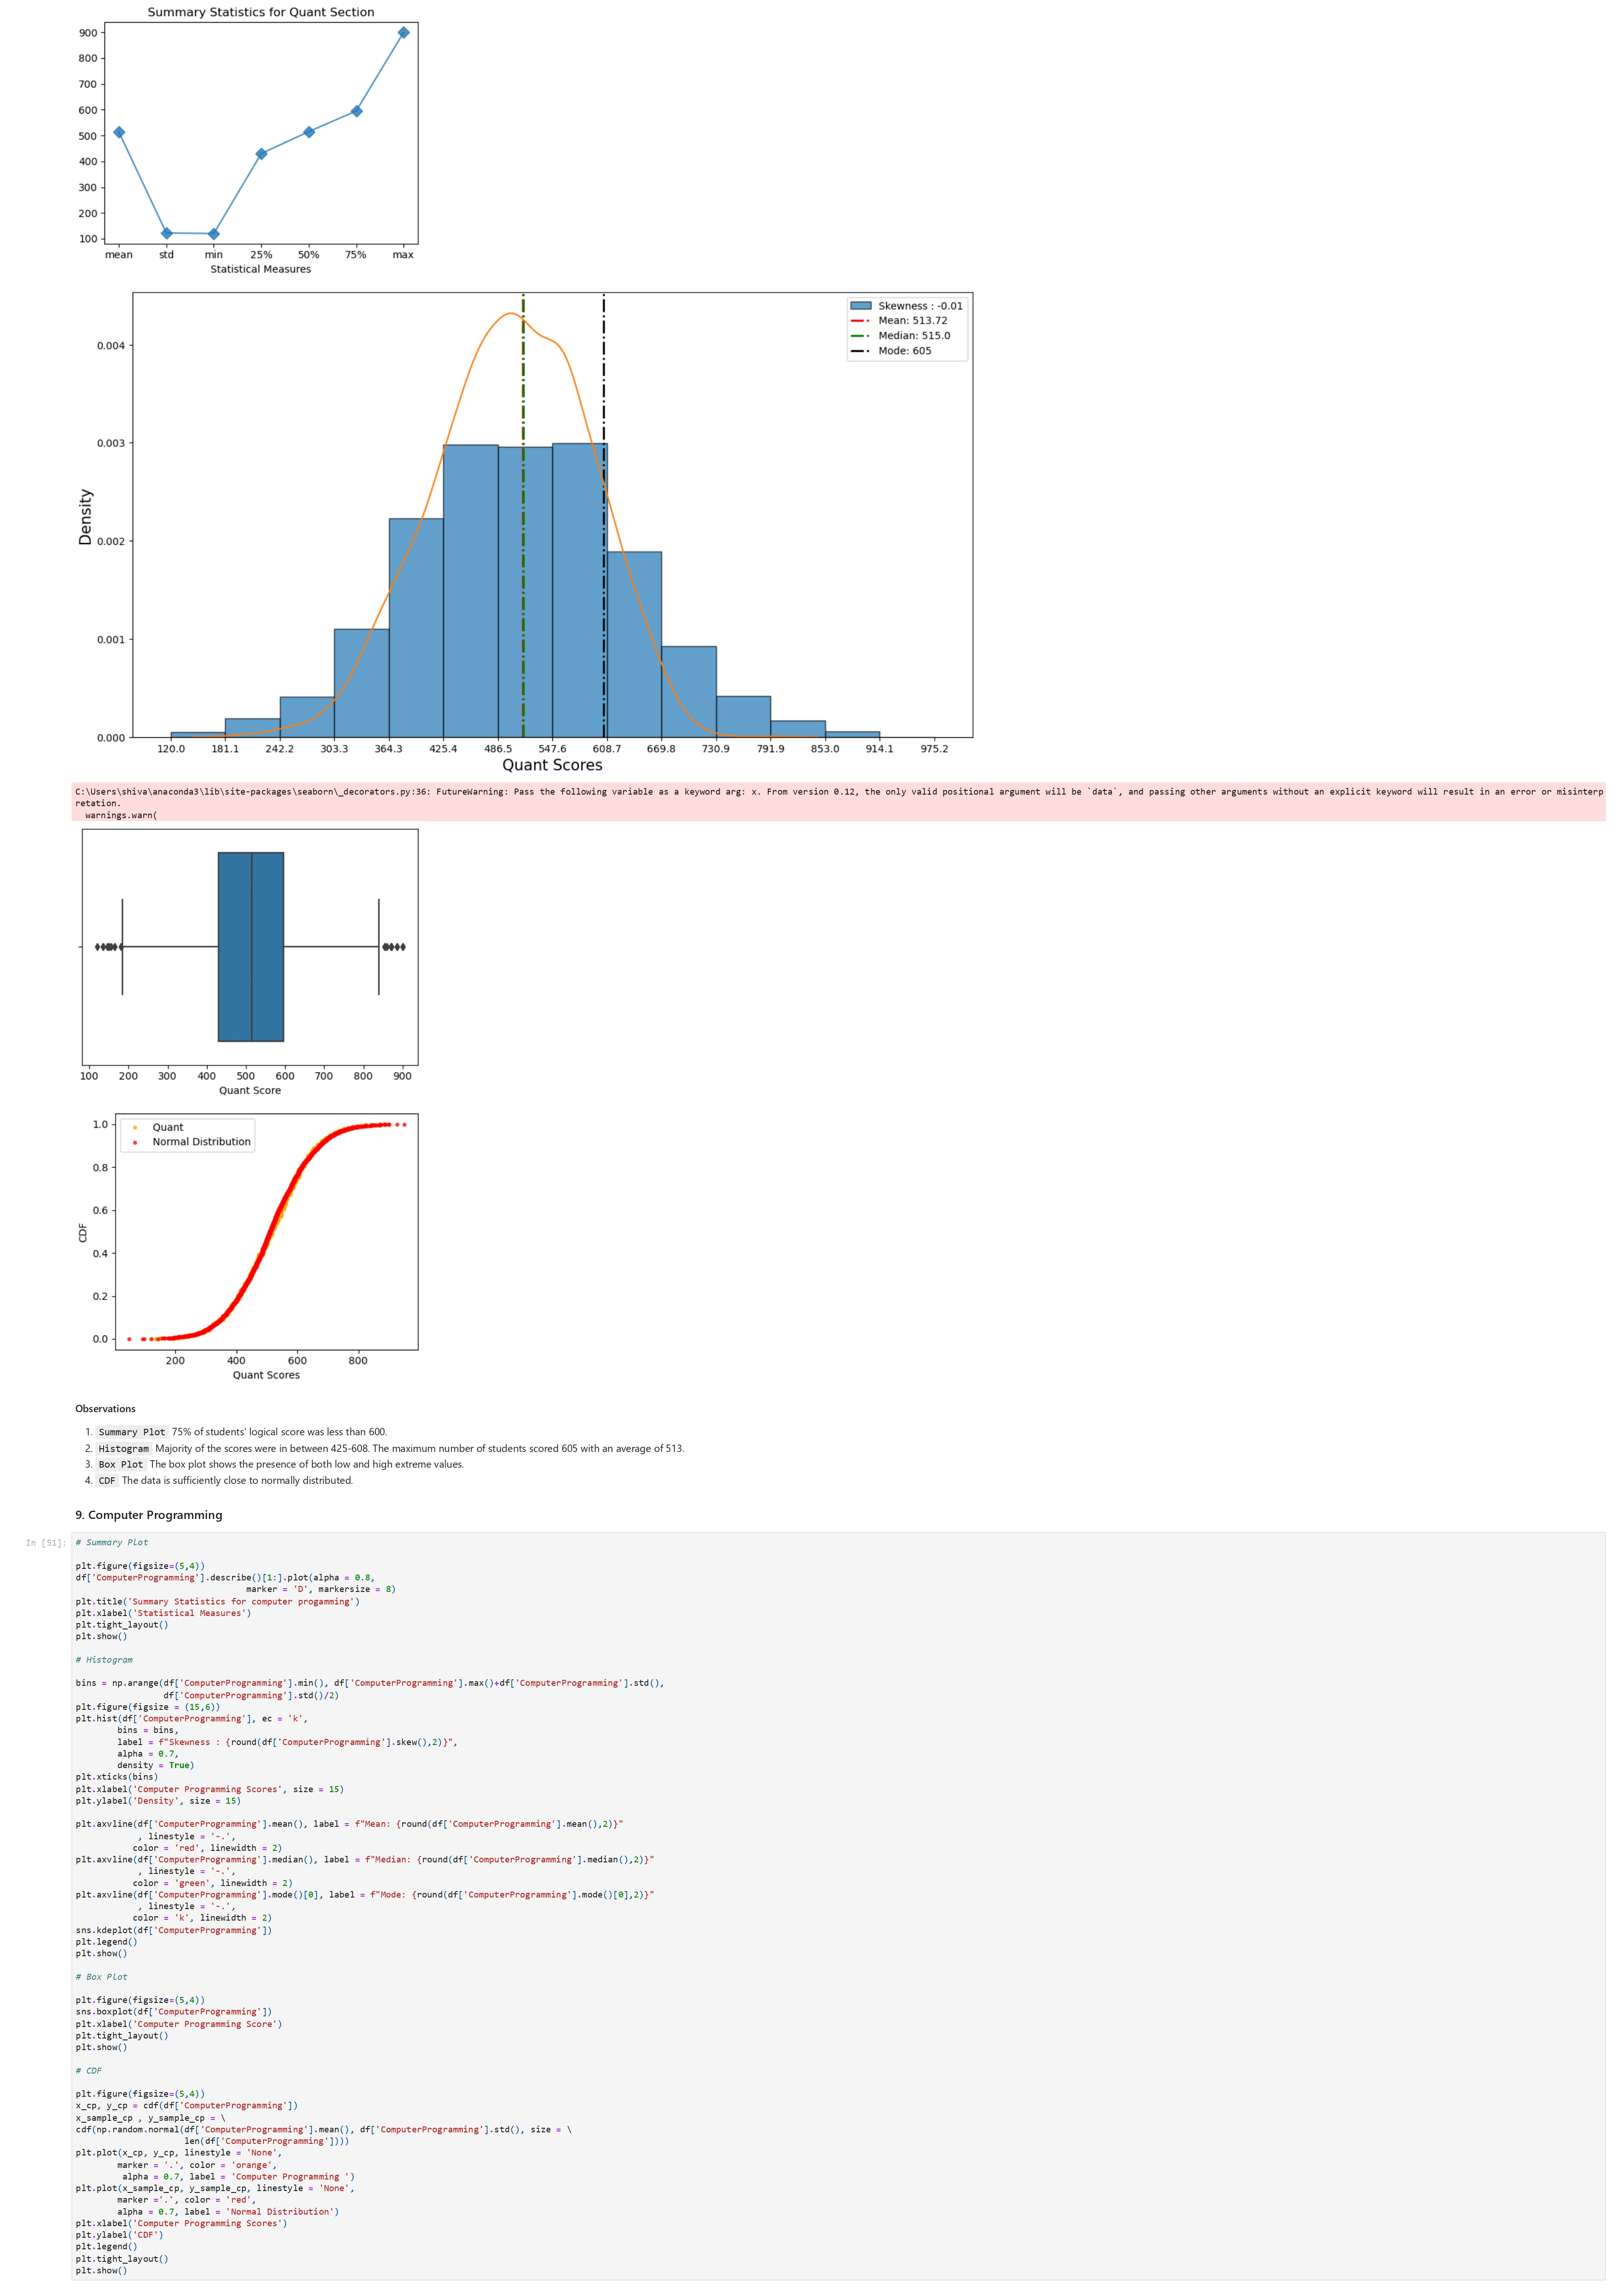 Summary Statistics for Quant Section
900
800
700
600
500
400
300
200
100
mean std min 25% 50% 75% max
Statistical Measures
Skewness : -0.01
Mean: 513.72
Median: 515.0
Mode: 605
0.004
0.003
0.002
0.001
0.000
Density
120.0 181.1 242.2 303.3 364.3 425.4 486.5 547.6 608.7 669.8 730.9 791.9 853.0 914.1 975.2
Quant Scores
C:\Users\shiva\anaconda3\lib\site-packages\seaborn\_decorators.py:36: FutureWarning: Pass the following variable as a keyword arg: x. From version 0.12, the only valid positional argument will be `data`, and passing other arguments without an explicit keyword will result in an error or misinterp
retation.
warnings.warn(
100 200 300 400 500 600 700 800 900
Quant Score
Quant
Normal Distribution
1.0
0.8
0.6
0.4
0.2
0.0
CDF
200 400 600 800
Quant Scores
Observations
1. Summary Plot 75% of students' logical score was less than 600.
2. Histogram Majority of the scores were in between 425-608. The maximum number of students scored 605 with an average of 513.
3. Box Plot The box plot shows the presence of both low and high extreme values.
4. CDF The data is sufficiently close to normally distributed.
9. Computer Programming
In [51]:
# Summary Plot
plt.figure(figsize=(5,4))
df['ComputerProgramming'].describe()[1:].plot(alpha = 0.8,
marker = 'D', markersize = 8)
plt.title('Summary Statistics for computer progamming')
plt.xlabel('Statistical Measures')
plt.tight_layout()
plt.show()
# Histogram
bins = np.arange(df['ComputerProgramming'].min(), df['ComputerProgramming'].max()+df['ComputerProgramming'].std(),
df['ComputerProgramming'].std()/2)
plt.figure(figsize = (15,6))
plt.hist(df['ComputerProgramming'], ec = 'k',
bins = bins,
label = f"Skewness : {round(df['ComputerProgramming'].skew(),2)}",
alpha = 0.7,
density = True)
plt.xticks(bins)
plt.xlabel('Computer Programming Scores', size = 15)
plt.ylabel('Density', size = 15)
plt.axvline(df['ComputerProgramming'].mean(), label = f"Mean: {round(df['ComputerProgramming'].mean(),2)}"
, linestyle = '-.',
color = 'red', linewidth = 2)
plt.axvline(df['ComputerProgramming'].median(), label = f"Median: {round(df['ComputerProgramming'].median(),2)}"
, linestyle = '-.',
color = 'green', linewidth = 2)
plt.axvline(df['ComputerProgramming'].mode()[0], label = f"Mode: {round(df['ComputerProgramming'].mode()[0],2)}"
, linestyle = '-.',
color = 'k', linewidth = 2)
sns.kdeplot(df['ComputerProgramming'])
plt.legend()
plt.show()
# Box Plot
plt.figure(figsize=(5,4))
sns.boxplot(df['ComputerProgramming'])
plt.xlabel('Computer Programming Score')
plt.tight_layout()
plt.show()
# CDF
plt.figure(figsize=(5,4))
x_cp, y_cp = cdf(df['ComputerProgramming'])
x_sample_cp , y_sample_cp = \
cdf(np.random.normal(df['ComputerProgramming'].mean(), df['ComputerProgramming'].std(), size = \
len(df['ComputerProgramming'])))
plt.plot(x_cp, y_cp, linestyle = 'None',
marker = '.', color = 'orange',
alpha = 0.7, label = 'Computer Programming ')
plt.plot(x_sample_cp, y_sample_cp, linestyle = 'None',
marker ='.', color = 'red',
alpha = 0.7, label = 'Normal Distribution')
plt.xlabel('Computer Programming Scores')
plt.ylabel('CDF')
plt.legend()
plt.tight_layout()
plt.show()